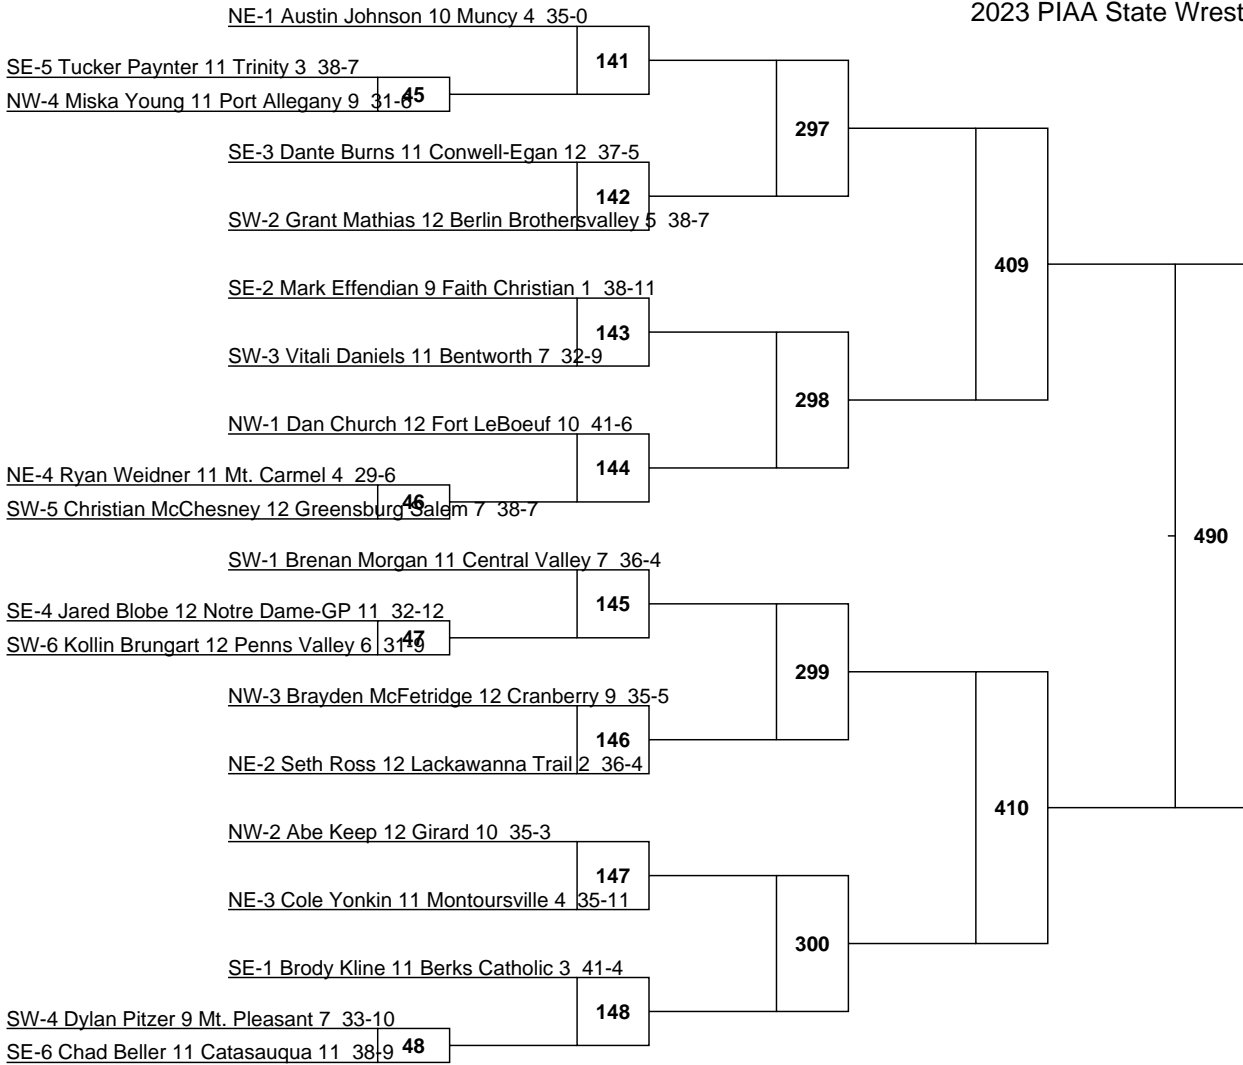 2023 PIAA State Wrest
NE-1 Austin Johnson 10 Muncy 4 35-0
141
SE-5 Tucker Paynter 11 Trinity 3 38-7
45
NW-4 Miska Young 11 Port Allegany 9 31-6
297
SE-3 Dante Burns 11 Conwell-Egan 12 37-5
142
SW-2 Grant Mathias 12 Berlin Brothersvalley 5 38-7
409
SE-2 Mark Effendian 9 Faith Christian 1 38-11
143
SW-3 Vitali Daniels 11 Bentworth 7 32-9
298
NW-1 Dan Church 12 Fort LeBoeuf 10 41-6
144
NE-4 Ryan Weidner 11 Mt. Carmel 4 29-6
46
SW-5 Christian McChesney 12 Greensburg Salem 7 38-7
490
SW-1 Brenan Morgan 11 Central Valley 7 36-4
145
SE-4 Jared Blobe 12 Notre Dame-GP 11 32-12
47
SW-6 Kollin Brungart 12 Penns Valley 6 31-9
299
NW-3 Brayden McFetridge 12 Cranberry 9 35-5
146
NE-2 Seth Ross 12 Lackawanna Trail 2 36-4
410
NW-2 Abe Keep 12 Girard 10 35-3
147
NE-3 Cole Yonkin 11 Montoursville 4 35-11
300
SE-1 Brody Kline 11 Berks Catholic 3 41-4
148
SW-4 Dylan Pitzer 9 Mt. Pleasant 7 33-10
48
SE-6 Chad Beller 11 Catasauqua 11 38-9